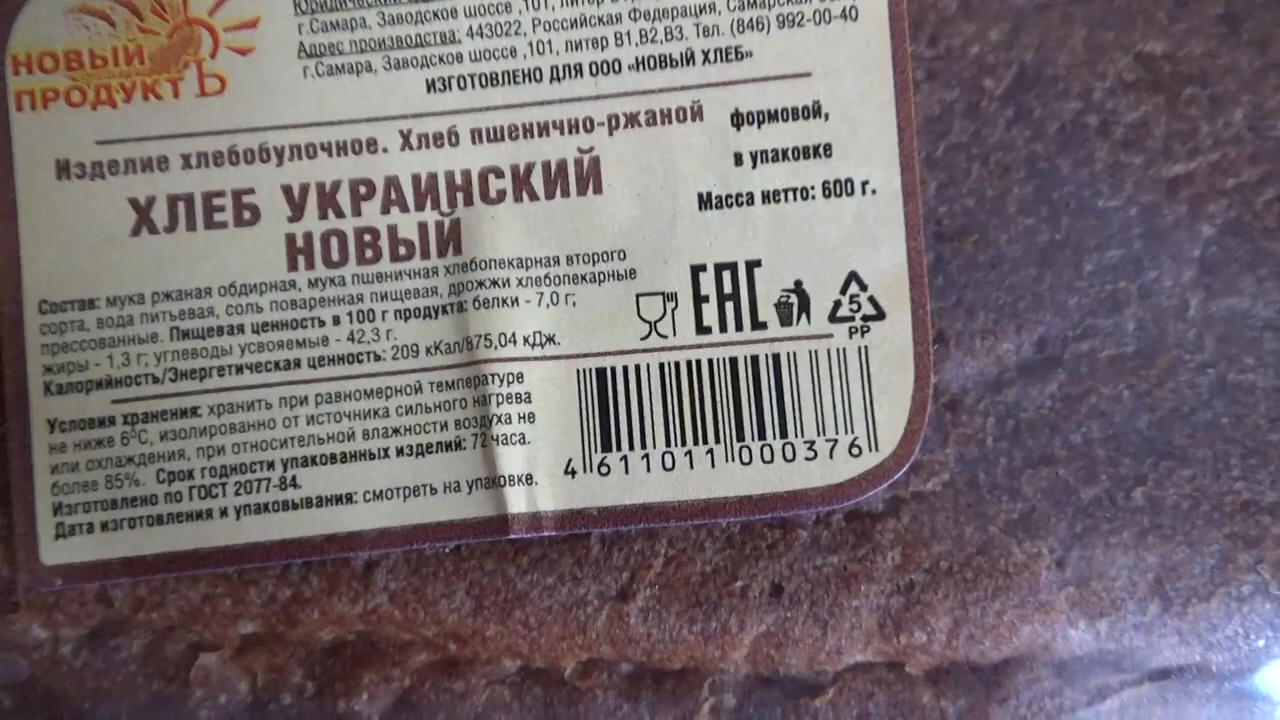 НОВЫЙ
ПРОДУКТЪ
г.Самара, Заводское шоссе ,101,
Адрес производства: 443022, Российская Федерация, Самарская
г.Самара, Заводское шоссе ,101, литер В1,В2,В3. Тел. (846) 992-00-40
ИЗГОТОВЛЕНО ДЛЯ ООО «НОВЫЙ ХЛЕБ»
Изделие хлебобулочное. Хлеб пшенично-ржаной
формовой,
в упаковке
Масса нетто: 600 г.
ХЛЕБ УКРАИНСКИЙ
НОВЫЙ
Состав: мука ржаная обдирная, мука пшеничная хлебопекарная второго
сорта, вода питьевая, соль поваренная пищевая, дрожжи хлебопекарные
прессованные. Пищевая ценность в 100 г продукта: белки - 7,0 г;
жиры - 1,3 г; углеводы усвояемые - 42,3 г.
Калорийность/Энергетическая ценность: 209 кКал/875,04 кДж.
EAC
5
PP
Условия хранения: хранить при равномерной температуре
не ниже 6°С, изолированно от источника сильного нагрева
или охлаждения, при относительной влажности воздуха не
более 85%. Срок годности упакованных изделий: 72 часа.
Изготовлено по ГОСТ 2077-84.
Дата изготовления и упаковывания: смотреть на упаковке.
4 611011 000376